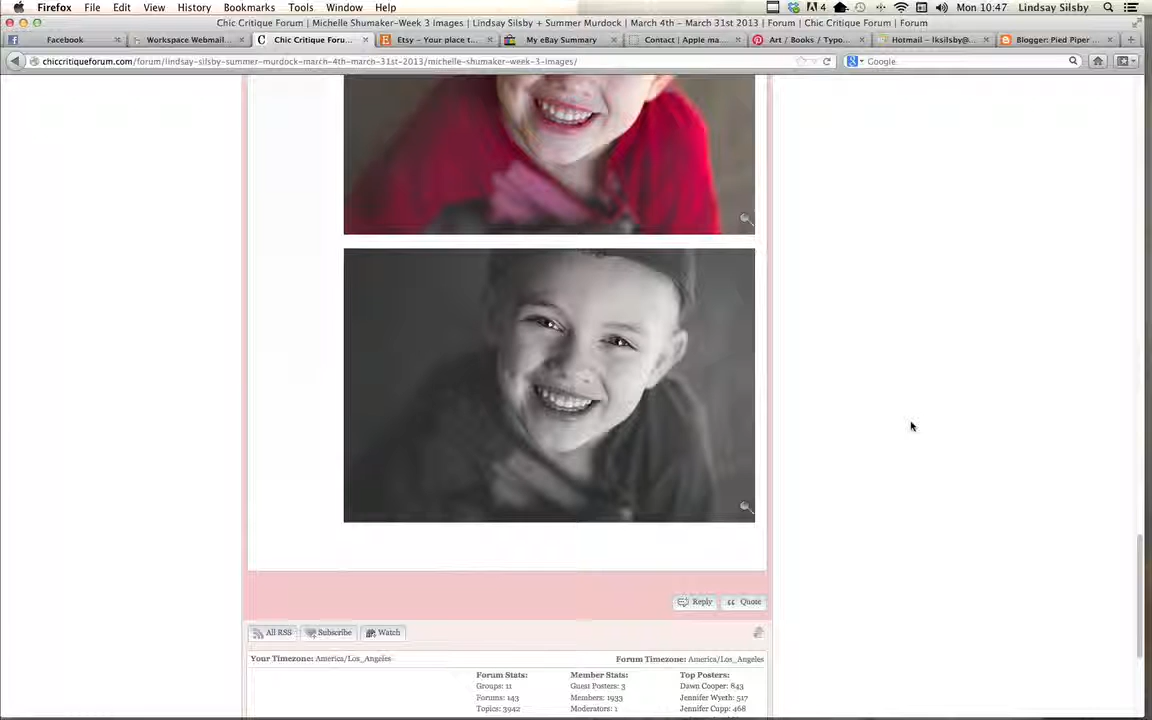 Firefox File Edit View History Bookmarks Tools Window Help 4 Mon 10:47 Lindsay Silsby
Chic Critique Forum | Michelle Shumaker-Week 3 Images | Lindsay Silsby + Summer Murdock | March 4th – March 31st 2013 | Forum | Chic Critique Forum | Forum
Facebook Workspace Webmail... Chic Critique Foru... Etsy – Your place t... My eBay Summary Contact | Apple ma... Art / Books / Typo... Hotmail – lksilsby@... Blogger: Pied Piper ...
chiccritiqueforum.com/forum/lindsay-silsby-summer-murdock-march-4th-march-31st-2013/michelle-shumaker-week-3-images/ Google
Reply Quote
All RSS Subscribe Watch
Your Timezone: America/Los_Angeles Forum Timezone: America/Los_Angeles
Forum Stats: Member Stats: Top Posters:
Groups: 11 Guest Posters: 3 Dawn Cooper: 843
Forums: 143 Members: 1933 Jennifer Wyeth: 517
Topics: 3942 Moderators: 1 Jennifer Cupp: 468